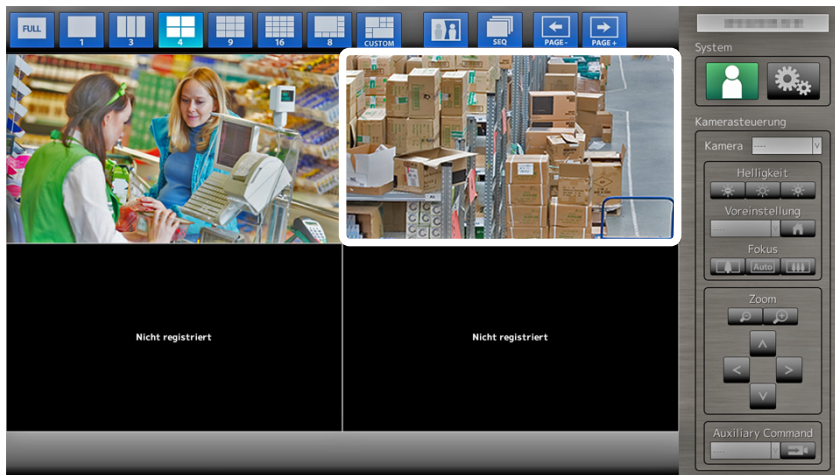 FULL
1
3
4
9
16
8
CUSTOM
SEQ
PAGE-
PAGE+
System
Kamerasteuerung
Kamera ----
Helligkeit
Voreinstellung
Fokus
Auto
Zoom
Auxiliary Command
Nicht registriert
Nicht registriert